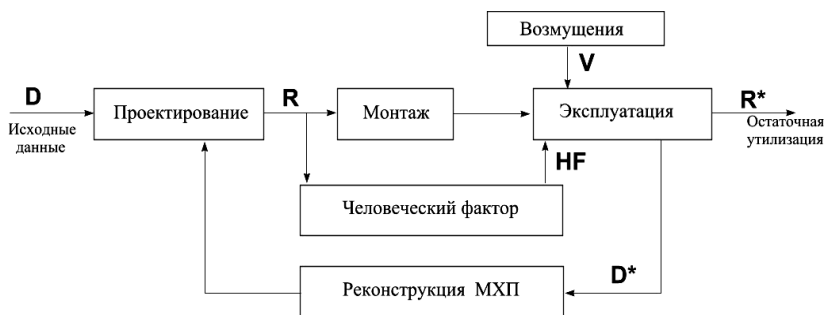 Возмущения
V
D
Исходные
данные
Проектирование
R
Монтаж
Эксплуатация
R*
Остаточная
утилизация
HF
Человеческий фактор
D*
Реконструкция МХП